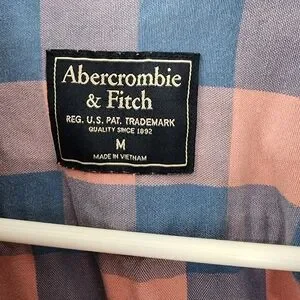 Abercrombie
& Fitch
REG. U.S. PAT. TRADEMARK
QUALITY SINCE 1892
M
MADE IN VIETNAM